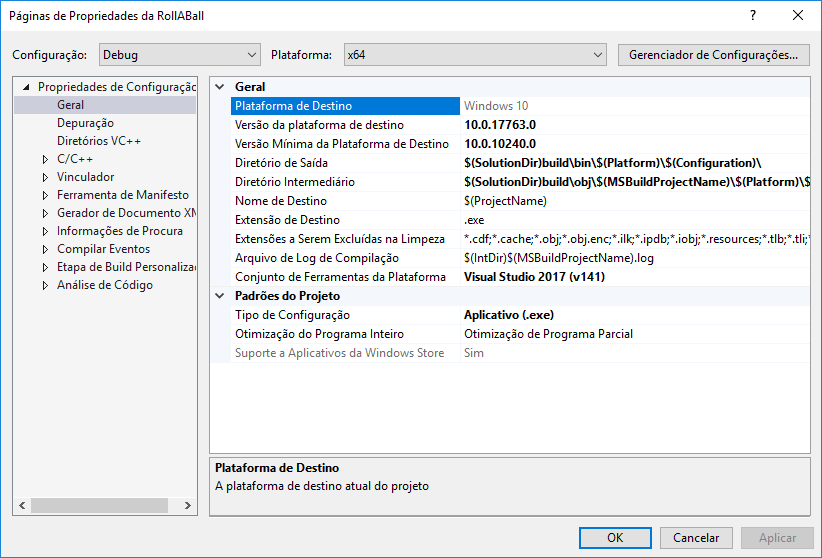 Páginas de Propriedades da RollABall
Configuração: Debug Plataforma: x64 Gerenciador de Configurações...
Propriedades de Configuração
Geral
Depuração
Diretórios VC++
C/C++
Vinculador
Ferramenta de Manifesto
Gerador de Documento XM
Informações de Procura
Compilar Eventos
Etapa de Build Personaliza
Análise de Código
Geral
Plataforma de Destino Windows 10
Versão da plataforma de destino 10.0.17763.0
Versão Mínima da Plataforma de Destino 10.0.10240.0
Diretório de Saída $(SolutionDir)build\bin\$(Platform)\$(Configuration)\
Diretório Intermediário $(SolutionDir)build\obj\$(MSBuildProjectName)\$(Platform)\$
Nome de Destino $(ProjectName)
Extensão de Destino .exe
Extensões a Serem Excluídas na Limpeza *.cdf;*.cache;*.obj;*.obj.enc;*.ilk;*.ipdb;*.iobj;*.resources;*.tlb;*.tli;*
Arquivo de Log de Compilação $(IntDir)$(MSBuildProjectName).log
Conjunto de Ferramentas da Plataforma Visual Studio 2017 (v141)
Padrões do Projeto
Tipo de Configuração Aplicativo (.exe)
Otimização do Programa Inteiro Otimização de Programa Parcial
Suporte a Aplicativos da Windows Store Sim
Plataforma de Destino
A plataforma de destino atual do projeto
OK Cancelar Aplicar